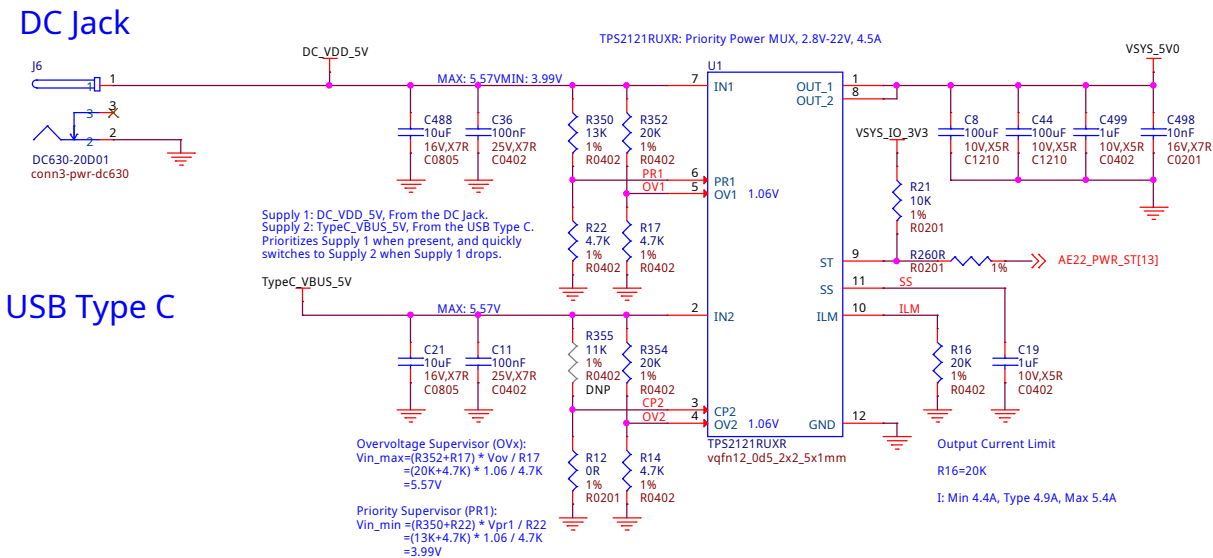 DC Jack
TPS2121RUXR: Priority Power MUX, 2.8V-22V, 4.5A
DC_VDD_5V
VSYS_5V0
J6
1
1
3
3
2
2
DC630-20D01
conn3-pwr-dc630
MAX: 5.57V
MIN: 3.99V
C488
10uF
16V,X7R
C0805
C36
100nF
25V,X7R
C0402
R350
13K
1%
R0402
R352
20K
1%
R0402
PR1
OV1
R22
4.7K
1%
R0402
R17
4.7K
1%
R0402
U1
7
IN1
6
PR1
5
OV1
1.06V
2
IN2
3
CP2
4
OV2
1.06V
OUT_1
1
OUT_2
8
ST
9
SS
11
ILM
10
GND
12
TPS2121RUXR
vqfn12_0d5_2x2_5x1mm
VSYS_IO_3V3
R21
10K
1%
R0201
C8
100uF
10V,X5R
C1210
C44
100uF
10V,X5R
C1210
C499
1uF
10V,X5R
C0402
C498
10nF
16V,X7R
C0201
R260R
R0201
1%
AE22_PWR_ST[13]
SS
ILM
R16
20K
1%
R0402
C19
1uF
10V,X5R
C0402
Supply 1: DC_VDD_5V, From the DC Jack.
Supply 2: TypeC_VBUS_5V, From the USB Type C.
Prioritizes Supply 1 when present, and quickly
switches to Supply 2 when Supply 1 drops.
USB Type C
TypeC_VBUS_5V
MAX: 5.57V
C21
10uF
16V,X7R
C0805
C11
100nF
25V,X7R
C0402
R355
11K
1%
R0402
DNP
R354
20K
1%
R0402
CP2
OV2
R12
0R
1%
R0201
R14
4.7K
1%
R0402
Overvoltage Supervisor (OVx):
Vin_max=(R352+R17) * Vov / R17
=(20K+4.7K) * 1.06 / 4.7K
=5.57V
Priority Supervisor (PR1):
Vin_min =(R350+R22) * Vpr1 / R22
=(13K+4.7K) * 1.06 / 4.7K
=3.99V
Output Current Limit
R16=20K
I: Min 4.4A, Type 4.9A, Max 5.4A